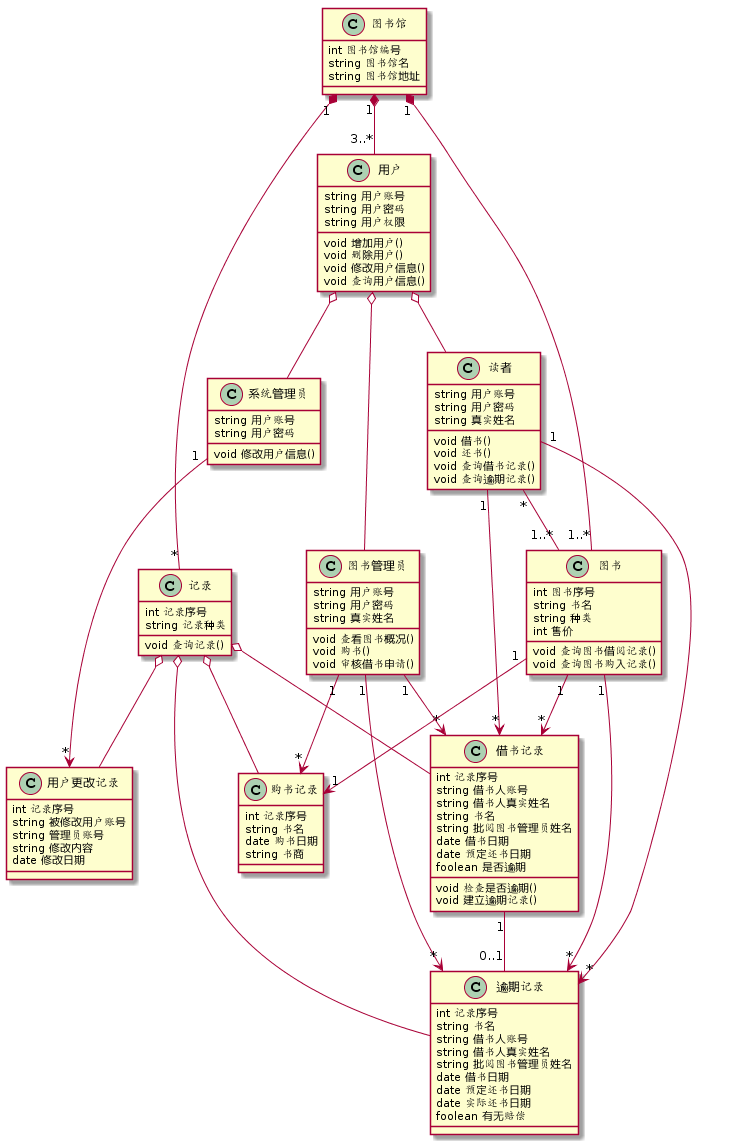 C 图书馆
int 图书馆编号
string 图书馆名
string 图书馆地址
1
1
1
3..*
C 用户
string 用户账号
string 用户密码
string 用户权限
void 增加用户()
void 删除用户()
void 修改用户信息()
void 查询用户信息()
C 系统管理员
string 用户账号
string 用户密码
void 修改用户信息()
1
C 读者
string 用户账号
string 用户密码
string 真实姓名
void 借书()
void 还书()
void 查询借书记录()
void 查询逾期记录()
1
1
*
1..*
1..*
*
C 记录
int 记录序号
string 记录种类
void 查询记录()
C 图书管理员
string 用户账号
string 用户密码
string 真实姓名
void 查看图书概况()
void 购书()
void 审核借书申请()
1
1
1
C 图书
int 图书序号
string 书名
string 种类
int 售价
void 查询图书借阅记录()
void 查询图书购入记录()
1
1
1
*
*
*
*
*
1
C 用户更改记录
int 记录序号
string 被修改用户账号
string 管理员账号
string 修改内容
date 修改日期
C 购书记录
int 记录序号
string 书名
date 购书日期
string 书商
C 借书记录
int 记录序号
string 借书人账号
string 借书人真实姓名
string 书名
string 批阅图书管理员姓名
date 借书日期
date 预定还书日期
foolean 是否逾期
void 检查是否逾期()
void 建立逾期记录()
1
0..1
*
*
*
C 逾期记录
int 记录序号
string 书名
string 借书人账号
string 借书人真实姓名
string 批阅图书管理员姓名
date 借书日期
date 预定还书日期
date 实际还书日期
foolean 有无赔偿